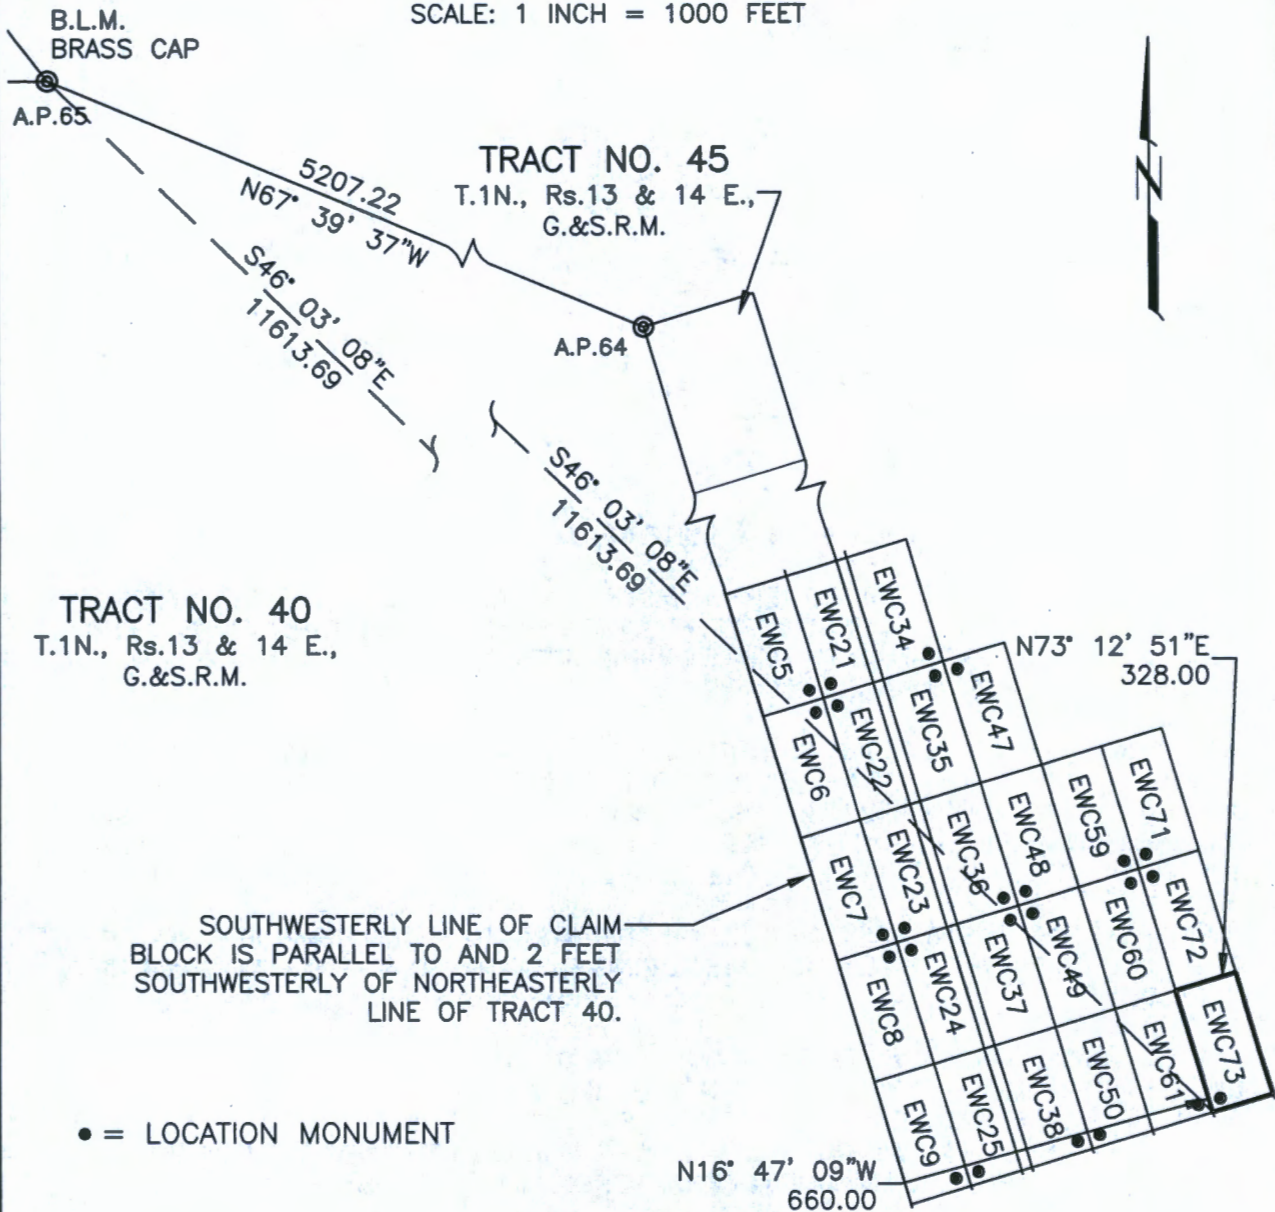 SCALE: 1 INCH = 1000 FEET
B.L.M.
BRASS CAP
A.P.65
5207.22
N67° 39' 37"W
TRACT NO. 45
T.1N., Rs.13 & 14 E.,
G.&S.R.M.
N
S46° 03' 08"E
11613.69
A.P.64
S46° 03' 08"E
11613.69
TRACT NO. 40
T.1N., Rs.13 & 14 E.,
G.&S.R.M.
N73° 12' 51"E
328.00
EWC5
EWC21
EWC34
EWC6
EWC22
EWC35
EWC47
EWC7
EWC23
EWC36
EWC48
EWC59
EWC71
EWC8
EWC24
EWC37
EWC49
EWC60
EWC72
EWC9
EWC25
EWC38
EWC50
EWC61
EWC73
SOUTHWESTERLY LINE OF CLAIM
BLOCK IS PARALLEL TO AND 2 FEET
SOUTHWESTERLY OF NORTHEASTERLY
LINE OF TRACT 40.
● = LOCATION MONUMENT
N16° 47' 09"W
660.00